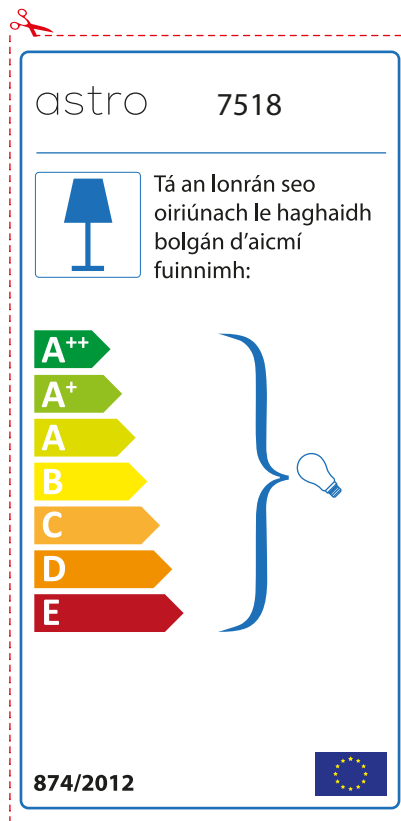 astro 7518
Tá an lonrán seo
oiriúnach le haghaidh
bolgán d'aicmí
fuinnimh:
A++
A+
A
B
C
D
E
874/2012